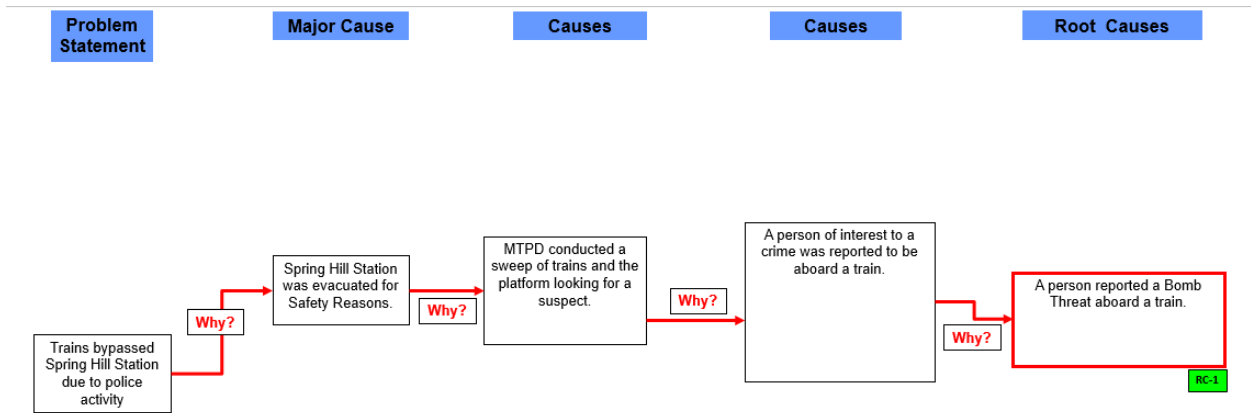 Problem
Statement
Major Cause
Causes
Causes
Root  Causes
Trains bypassed
Spring Hill Station
due to police
activity
Why?
Spring Hill Station
was evacuated for
Safety Reasons.
Why?
MTPD conducted a
sweep of trains and the
platform looking for a
suspect.
Why?
A person of interest to a
crime was reported to be
aboard a train.
Why?
A person reported a Bomb
Threat aboard a train.
RC-1